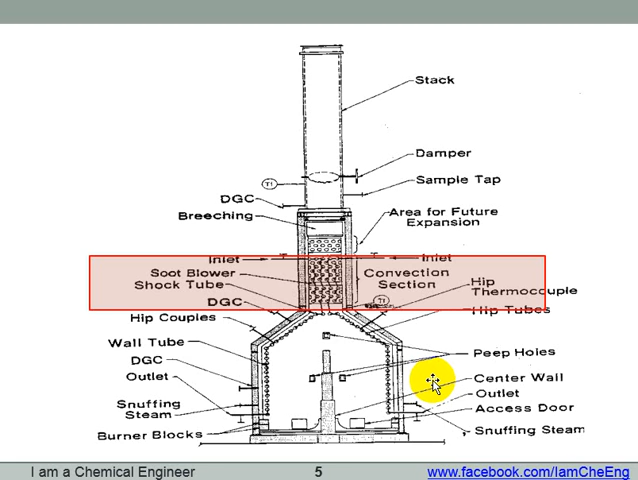 Stack
Damper
T1
Sample Tap
DGC
Breeching
Area for Future
Expansion
Inlet
Inlet
Soot Blower
Convection
Section
Shock Tube
Hip
Thermocouple
DGC
T1
Hip Tubes
Hip Couples
Wall Tube
Peep Holes
DGC
Outlet
Center Wall
Outlet
Snuffing
Steam
Access Door
Burner Blocks
Snuffing Steam
I am a Chemical Engineer
5
www.facebook.com/IamCheEng